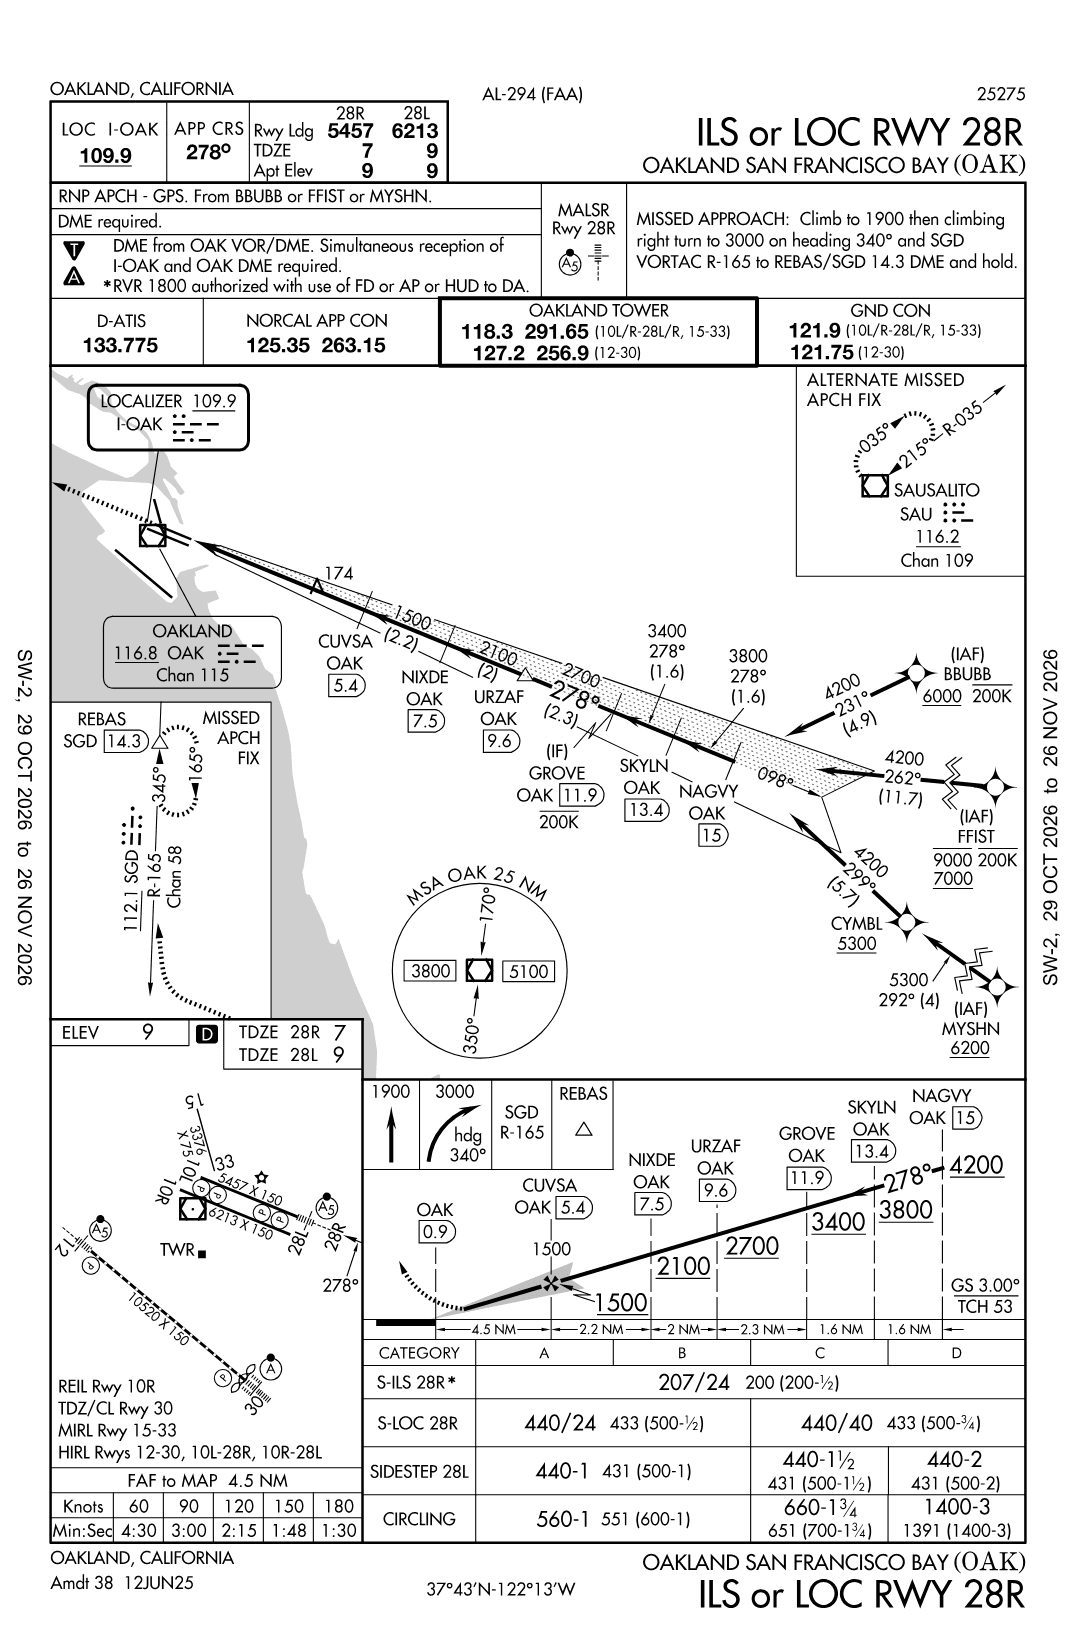 OAKLAND, CALIFORNIA
AL-294 (FAA)
25275
LOC I-OAK
109.9
APP CRS
278°
28R 28L
Rwy Ldg 5457 6213
TDZE 7 9
Apt Elev 9 9
ILS or LOC RWY 28R
OAKLAND SAN FRANCISCO BAY (OAK)
RNP APCH - GPS. From BBUBB or FFIST or MYSHN.
DME required.
T
A
DME from OAK VOR/DME. Simultaneous reception of
I-OAK and OAK DME required.
*RVR 1800 authorized with use of FD or AP or HUD to DA.
MALSR
Rwy 28R
A5
MISSED APPROACH: Climb to 1900 then climbing
right turn to 3000 on heading 340° and SGD
VORTAC R-165 to REBAS/SGD 14.3 DME and hold.
D-ATIS
133.775
NORCAL APP CON
125.35 263.15
OAKLAND TOWER
118.3 291.65 (10L/R-28L/R, 15-33)
127.2 256.9 (12-30)
GND CON
121.9 (10L/R-28L/R, 15-33)
121.75 (12-30)
LOCALIZER 109.9
I-OAK
ALTERNATE MISSED
APCH FIX
035°
215°
R-035
SAUSALITO
SAU
116.2
Chan 109
174
OAKLAND
116.8 OAK
Chan 115
1500
(2.2)
2100
(2)
2700
278°
(2.3)
CUVSA
OAK
5.4
NIXDE
OAK
7.5
URZAF
OAK
9.6
(IF)
GROVE
OAK 11.9
200K
3400
278°
(1.6)
3800
278°
(1.6)
SKYLN
OAK
13.4
NAGVY
OAK
15
098°
4200
231°
(4.9)
(IAF)
BBUBB
6000 200K
4200
262°
(11.7)
(IAF)
FFIST
9000 200K
7000
4200
299°
(5.7)
CYMBL
5300
5300
292° (4)
(IAF)
MYSHN
6200
REBAS
SGD 14.3
MISSED
APCH
FIX
345°
165°
112.1 SGD
R-165
Chan 58
MSA OAK 25 NM
170°
3800
5100
350°
SW-2, 29 OCT 2026 to 26 NOV 2026
SW-2, 29 OCT 2026 to 26 NOV 2026
ELEV 9
D
TDZE 28R 7
TDZE 28L 9
15
3376
X 75
33
10L
10R
5457 X 150
6213 X 150
P
P
P
P
A5
28L
28R
278°
TWR
A5
12
P
10520 X 150
P
A
30
REIL Rwy 10R
TDZ/CL Rwy 30
MIRL Rwy 15-33
HIRL Rwys 12-30, 10L-28R, 10R-28L
FAF to MAP 4.5 NM
Knots 60 90 120 150 180
Min:Sec 4:30 3:00 2:15 1:48 1:30
1900
3000
hdg
340°
SGD
R-165
REBAS
OAK
0.9
CUVSA
OAK 5.4
1500
NIXDE
OAK
7.5
URZAF
OAK
9.6
GROVE
OAK
11.9
SKYLN
OAK
13.4
NAGVY
OAK 15
278°
4200
3800
3400
2700
2100
1500
GS 3.00°
TCH 53
4.5 NM 2.2 NM 2 NM 2.3 NM 1.6 NM 1.6 NM
CATEGORY A B C D
S-ILS 28R* 207/24 200 (200-½)
S-LOC 28R 440/24 433 (500-½) 440/40 433 (500-¾)
SIDESTEP 28L 440-1 431 (500-1) 440-1½ 431 (500-1½) 440-2 431 (500-2)
CIRCLING 560-1 551 (600-1) 660-1¾ 651 (700-1¾) 1400-3 1391 (1400-3)
OAKLAND, CALIFORNIA
Amdt 38 12JUN25
37°43'N-122°13'W
OAKLAND SAN FRANCISCO BAY (OAK)
ILS or LOC RWY 28R